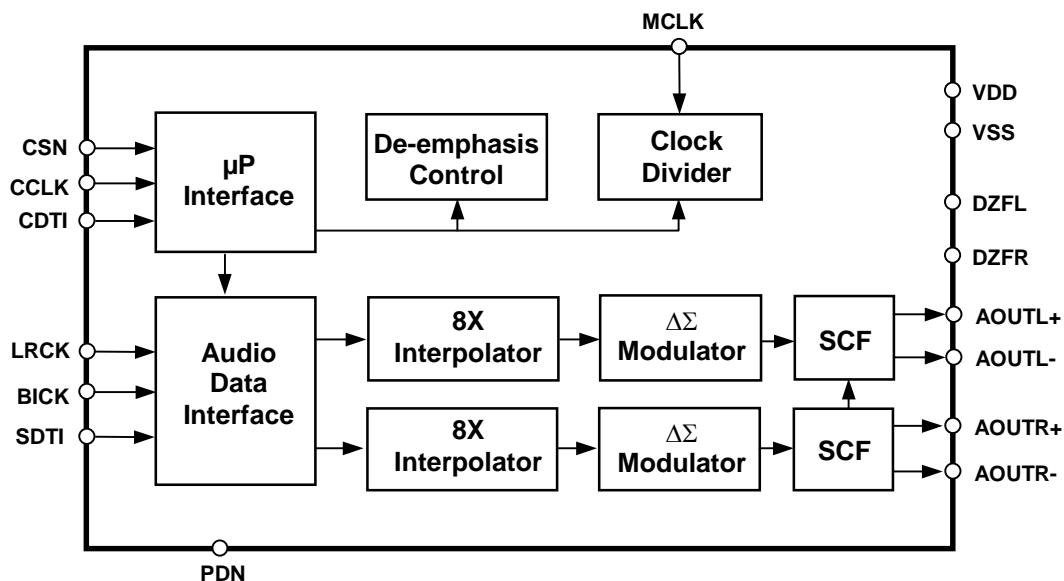 MCLK
VDD
VSS
DZFL
DZFR
CSN
CCLK
CDTI
µP
Interface
De-emphasis
Control
Clock
Divider
LRCK
BICK
SDTI
Audio
Data
Interface
8X
Interpolator
ΔΣ
Modulator
SCF
AOUTL+
AOUTL-
8X
Interpolator
ΔΣ
Modulator
SCF
AOUTR+
AOUTR-
PDN